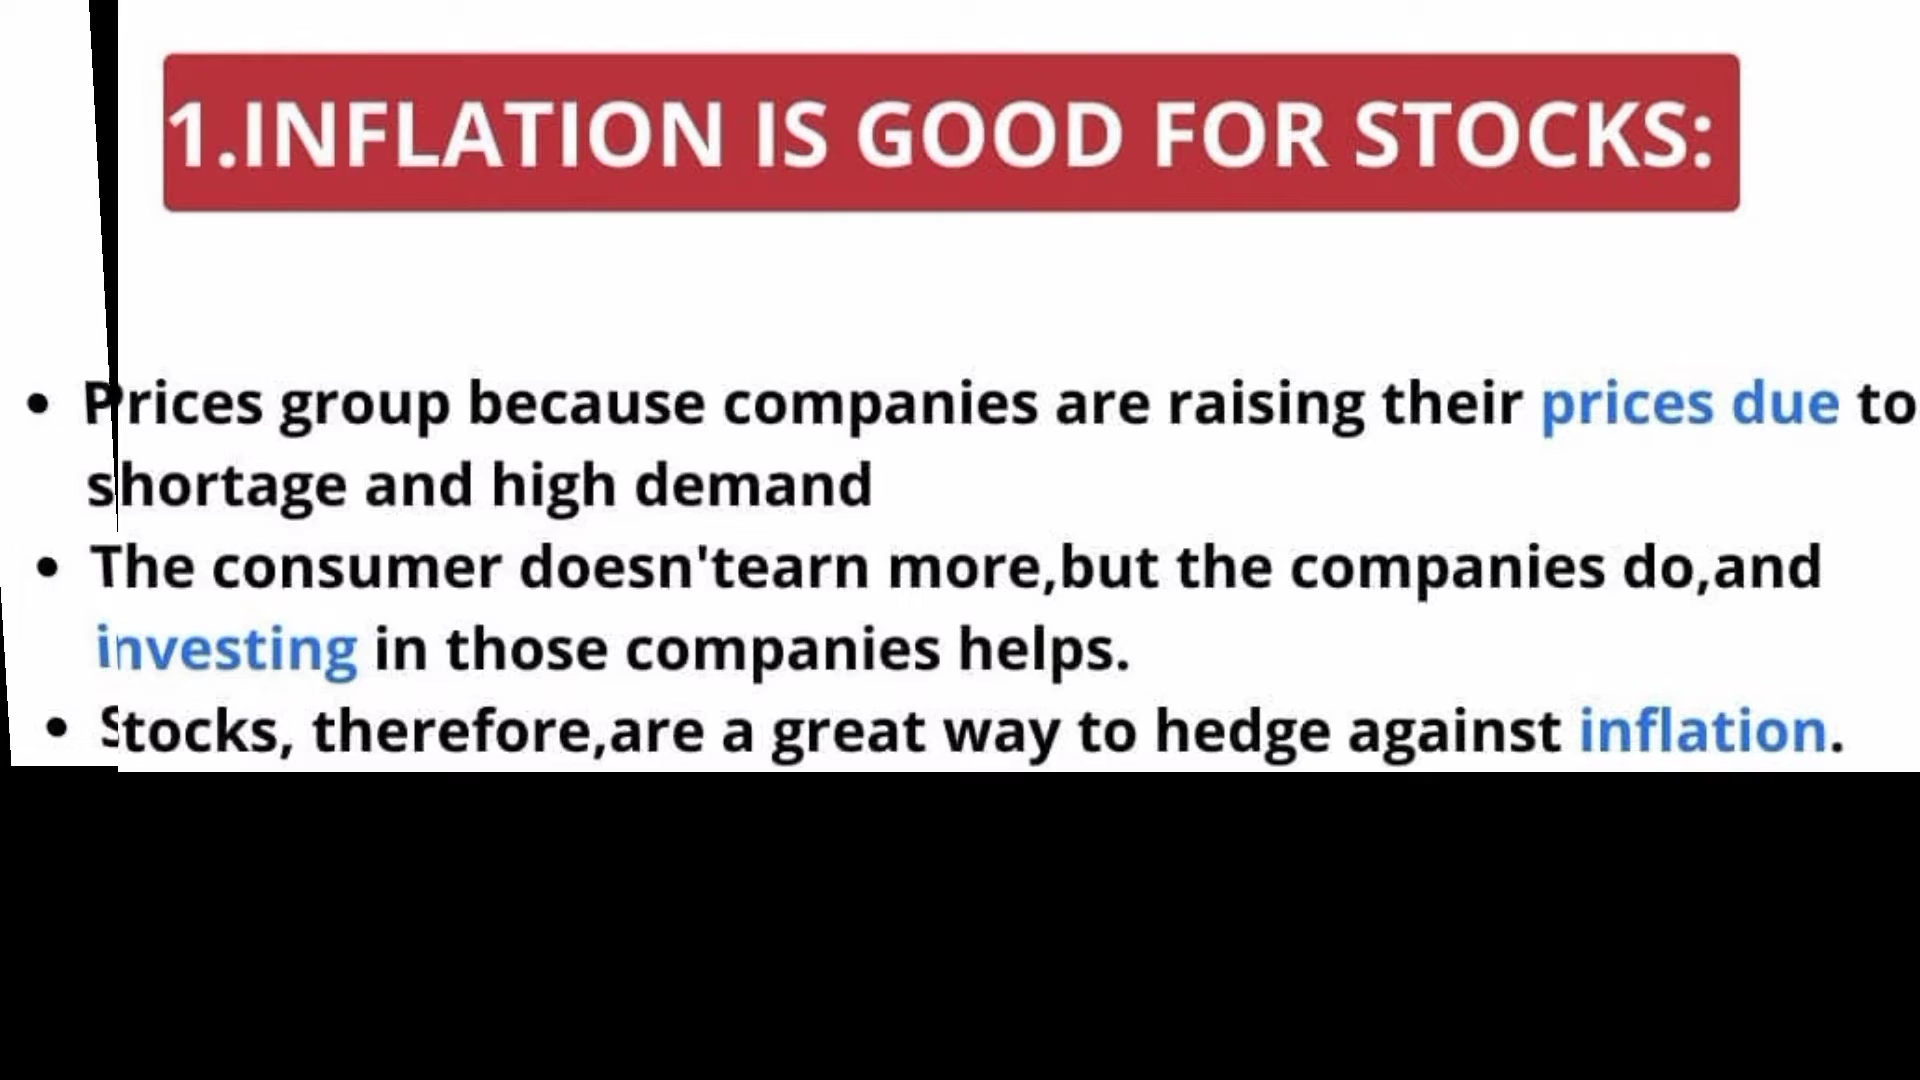 1.INFLATION IS GOOD FOR STOCKS:
• Prices group because companies are raising their prices due to
shortage and high demand
• The consumer doesn'tearn more,but the companies do,and
investing in those companies helps.
• Stocks, therefore,are a great way to hedge against inflation.